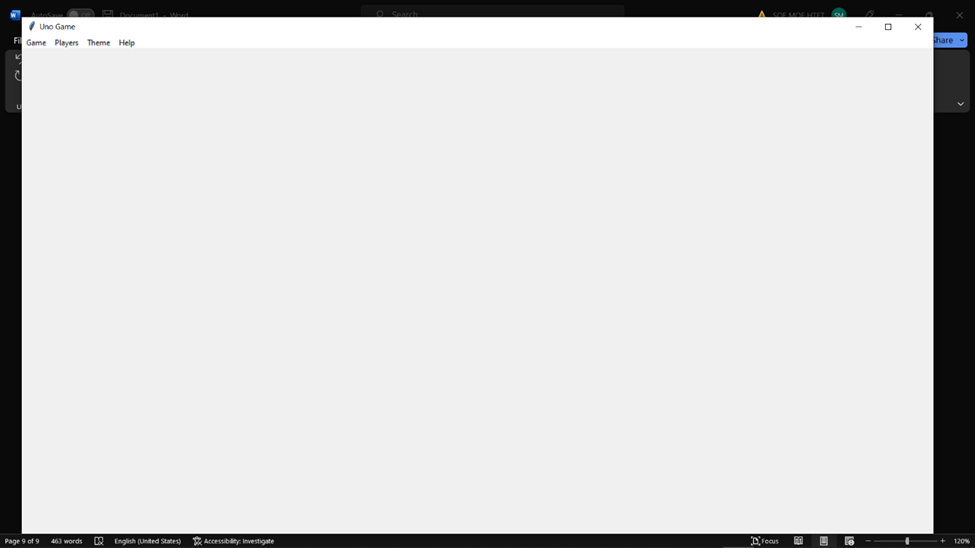 AutoSave Off Document1 - Word Search SOE MOE HTET SM
Uno Game
Share
Game Players Theme Help
Page 9 of 9 463 words English (United States) Accessibility: Investigate Focus 120%